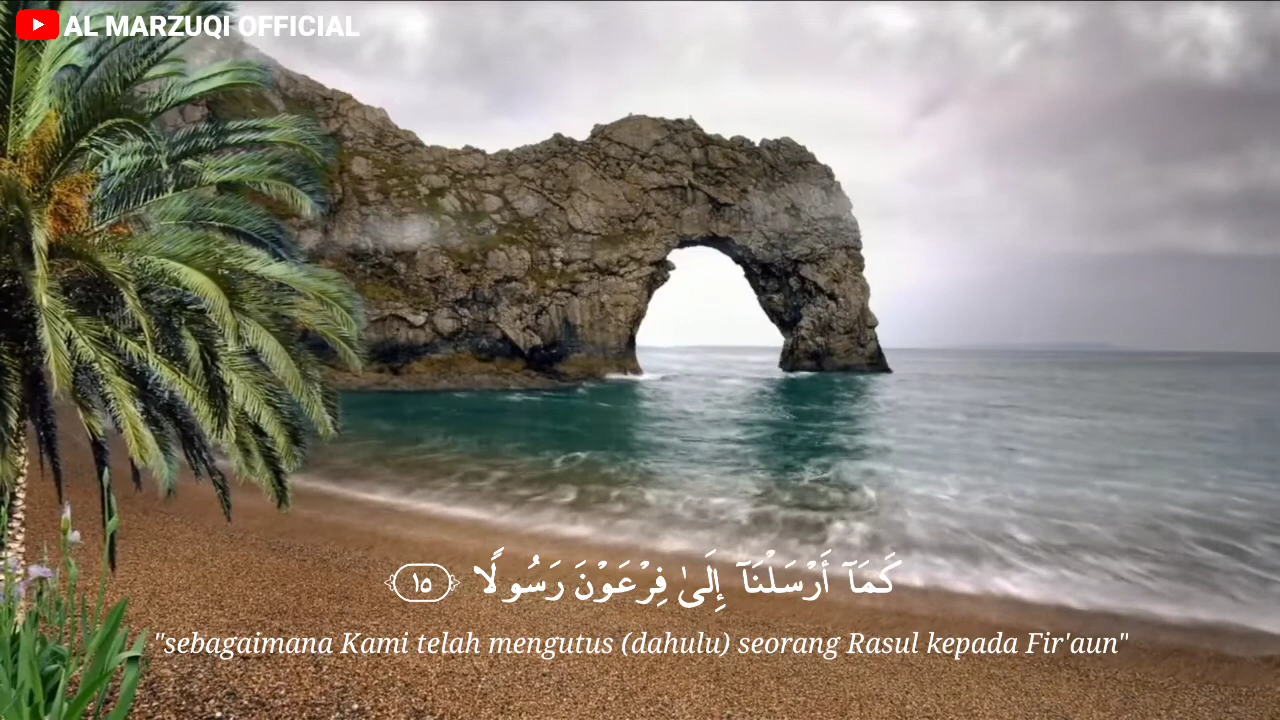 AL MARZUQI OFFICIAL
كَمَآ أَرْسَلْنَآ إِلَىٰ فِرْعَوْنَ رَسُولًا ١٥
"sebagaimana Kami telah mengutus (dahulu) seorang Rasul kepada Fir'aun"